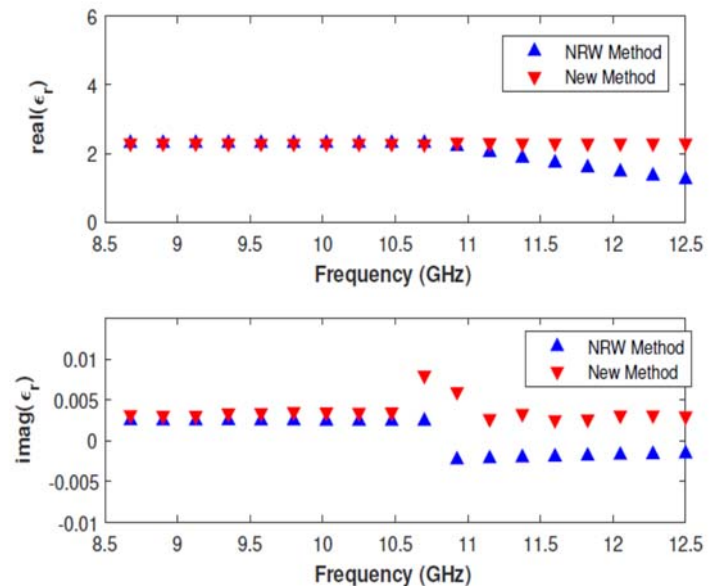 6
4
2
0
real(ϵr)
NRW Method
New Method
8.5 9 9.5 10 10.5 11 11.5 12 12.5
Frequency (GHz)
0.01
0.005
0
-0.005
-0.01
imag(ϵr)
NRW Method
New Method
8.5 9 9.5 10 10.5 11 11.5 12 12.5
Frequency (GHz)